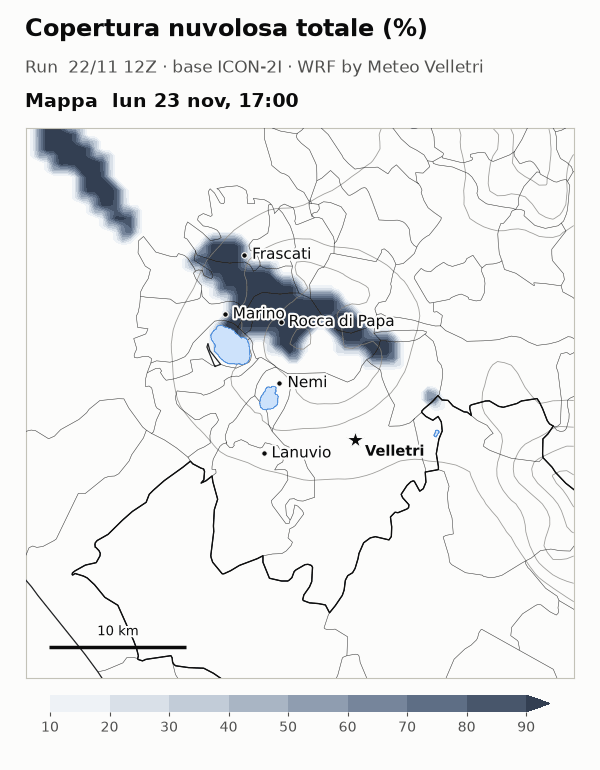 Copertura nuvolosa totale (%)
Run 22/11 12Z · base ICON-2I · WRF by Meteo Velletri
Mappa lun 23 nov, 17:00
Frascati
Marino
Rocca di Papa
Nemi
Velletri
Lanuvio
10 km
10 20 30 40 50 60 70 80 90